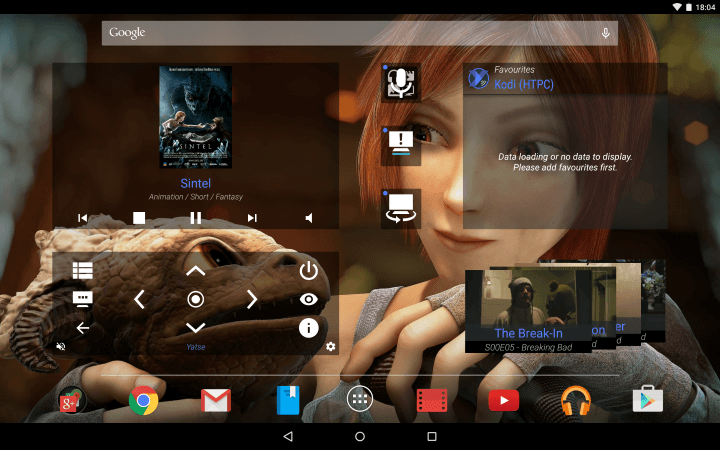 18:04
Google
SINTEL
Sintel
Animation / Short / Fantasy
Favourites
Kodi (HTPC)
Data loading or no data to display.
Please add favourites first.
Yatse
The Break-In
S00E05 - Breaking Bad
on
er
d
d
g+